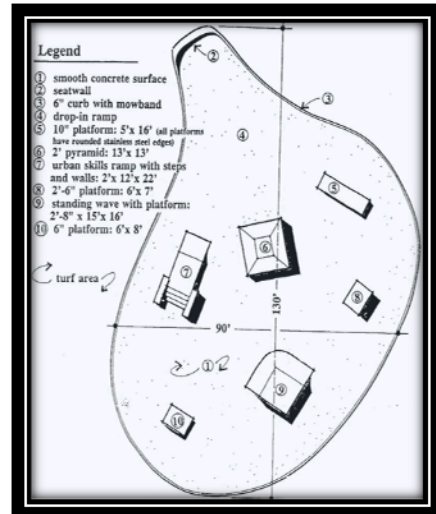 Legend
① smooth concrete surface
② seatwall
③ 6" curb with mowband
④ drop-in ramp
⑤ 10" platform: 5'x 16' (all platforms
have rounded stainless steel edges)
⑥ 2' pyramid: 13'x 13'
⑦ urban skills ramp with steps
and walls: 2'x 12'x 22'
⑧ 2'-6" platform: 6'x 7'
⑨ standing wave with platform:
2'-8" x 15'x 16'
⑩ 6" platform: 6'x 8'
turf area
②
③
④
⑤
⑥
⑦
⑧
130'
90'
①
⑨
⑩